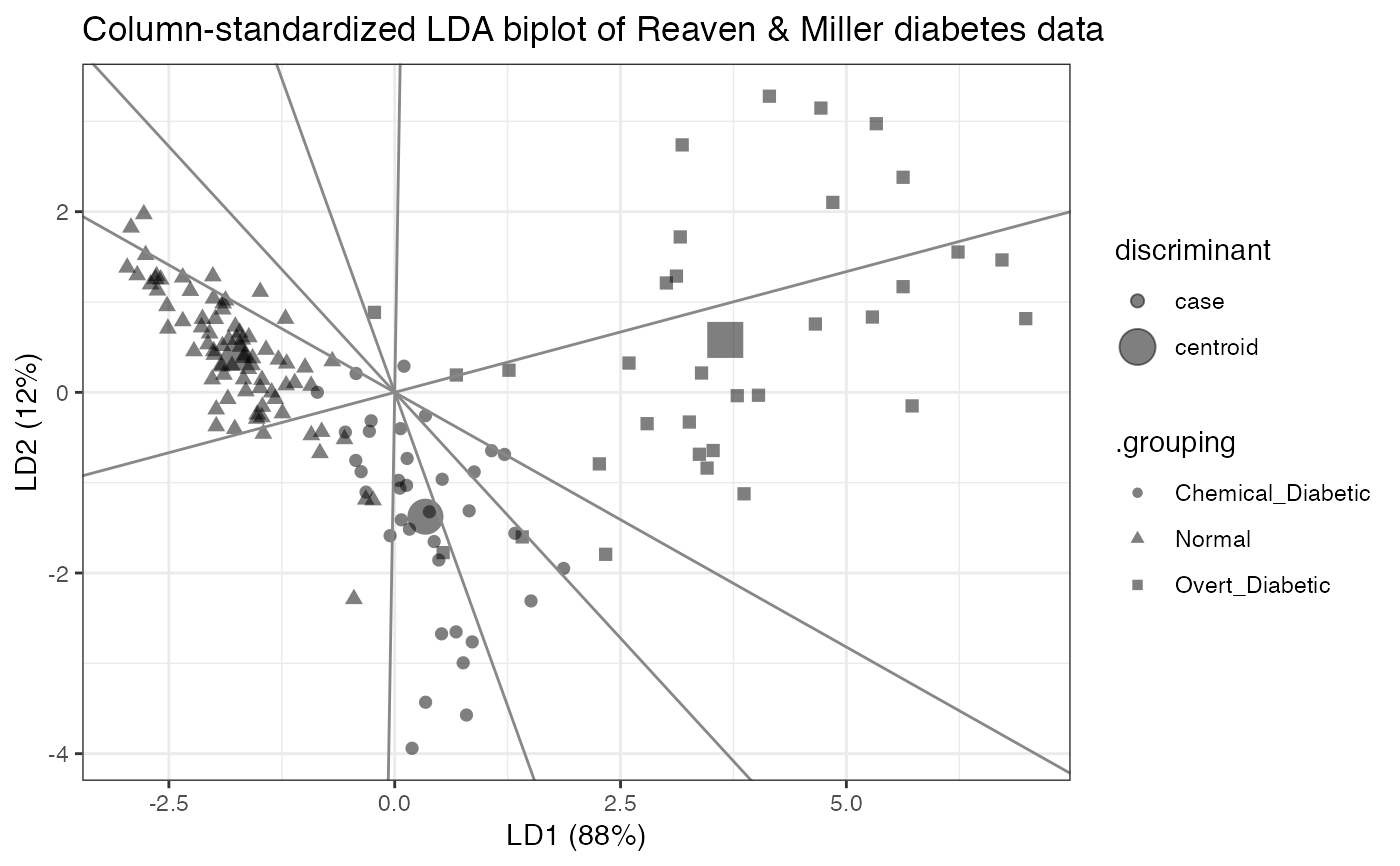 Column-standardized LDA biplot of Reaven & Miller diabetes data
2
0
-2
-4
LD2 (12%)
-2.5
0.0
2.5
5.0
LD1 (88%)
discriminant
case
centroid
.grouping
Chemical_Diabetic
Normal
Overt_Diabetic